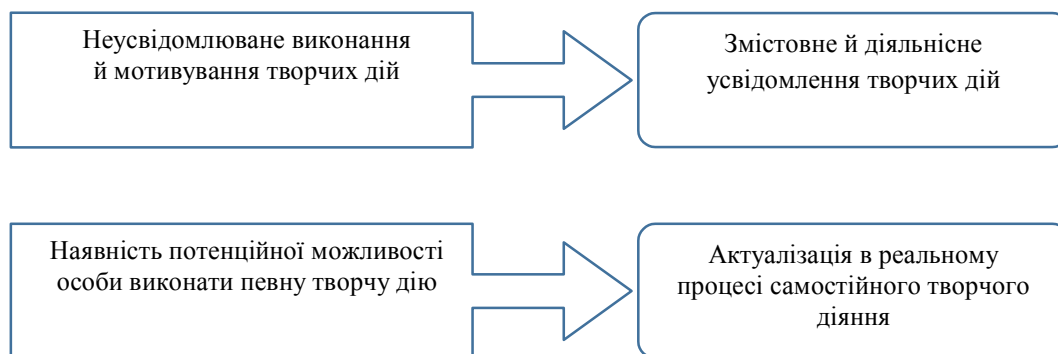 Неусвідомлюване виконання
й мотивування творчих дій
Змістовне й діяльнісне
усвідомлення творчих дій
Наявність потенційної можливості
особи виконати певну творчу дію
Актуалізація в реальному
процесі самостійного творчого
діяння